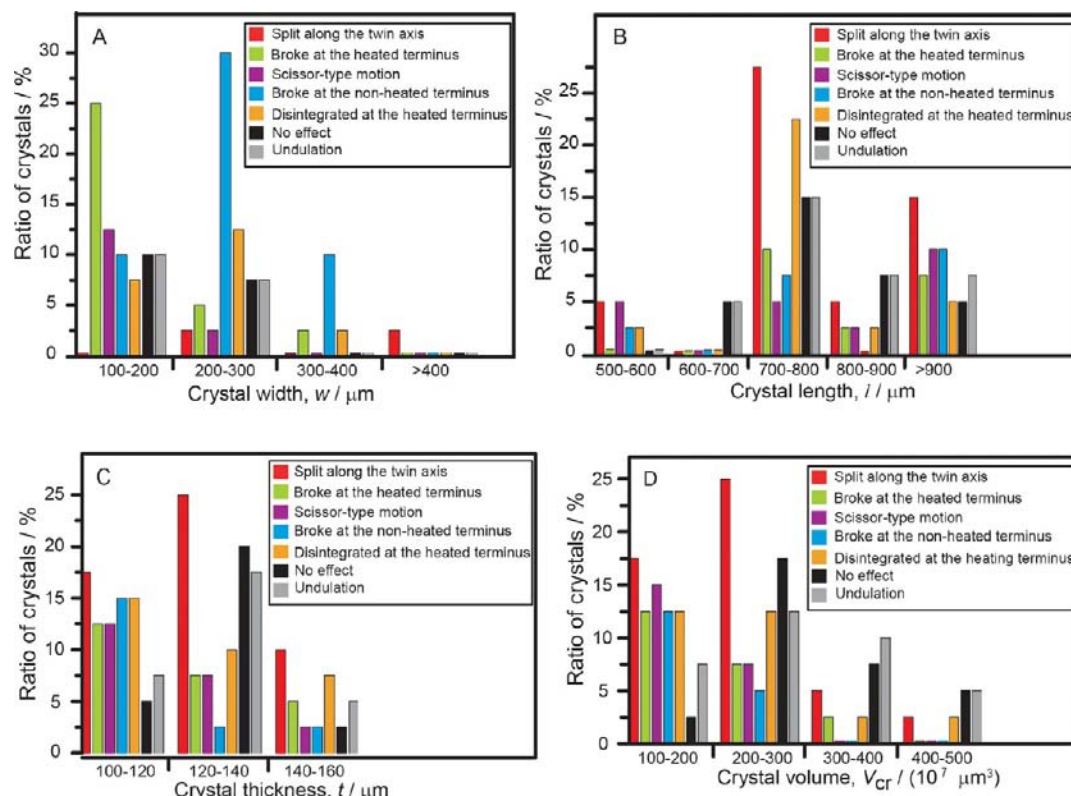 A
Split along the twin axis
Broke at the heated terminus
Scissor-type motion
Broke at the non-heated terminus
Disintegrated at the heated terminus
No effect
Undulation
Ratio of crystals / %
30
25
20
15
10
5
0
100-200 200-300 300-400 >400
Crystal width, w / μm
B
Split along the twin axis
Broke at the heated terminus
Scissor-type motion
Broke at the non-heated terminus
Disintegrated at the heated terminus
No effect
Undulation
Ratio of crystals / %
25
20
15
10
5
0
500-600 600-700 700-800 800-900 >900
Crystal length, l / μm
C
Split along the twin axis
Broke at the heated terminus
Scissor-type motion
Broke at the non-heated terminus
Disintegrated at the heated terminus
No effect
Undulation
Ratio of crystals / %
25
20
15
10
5
0
100-120 120-140 140-160
Crystal thickness, t / μm
D
Split along the twin axis
Broke at the heated terminus
Scissor-type motion
Broke at the non-heated terminus
Disintegrated at the heating terminus
No effect
Undulation
Ratio of crystals / %
25
20
15
10
5
0
100-200 200-300 300-400 400-500
Crystal volume, Vcr / (10⁷ μm³)